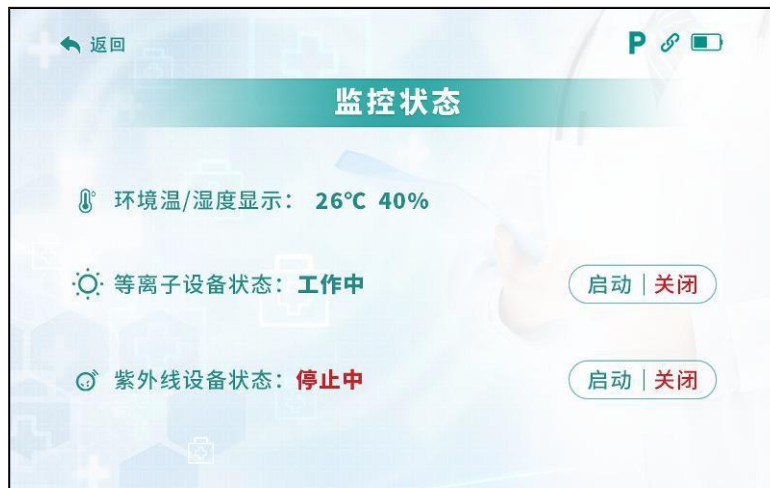 返回 P
监控状态
环境温/湿度显示： 26℃ 40%
等离子设备状态：工作中 启动|关闭
紫外线设备状态：停止中 启动|关闭